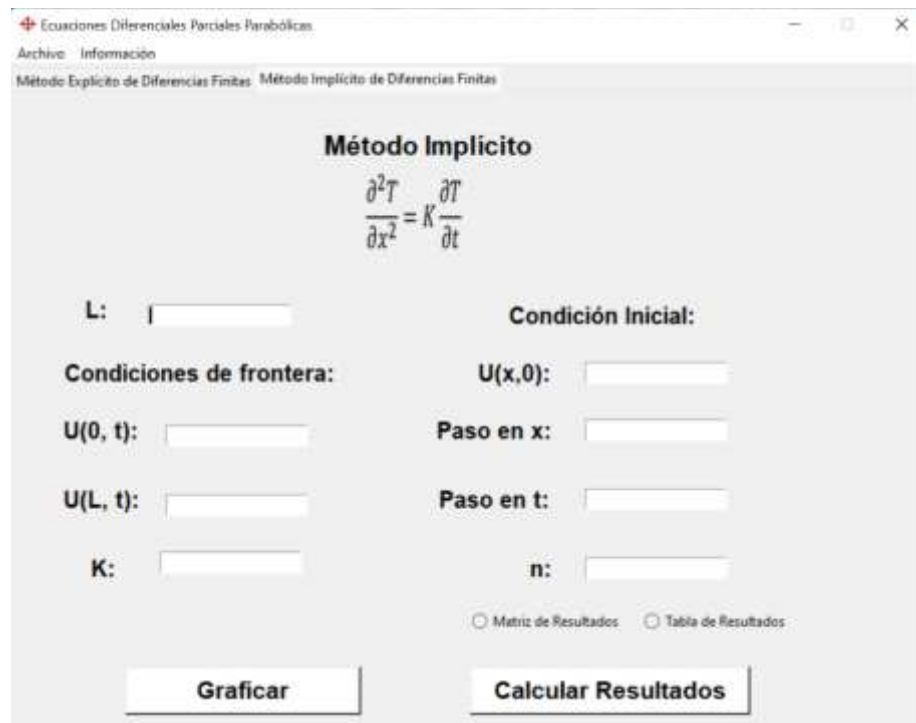 Ecuaciones Diferenciales Parciales Parabólicas
Archivo Información
Método Explícito de Diferencias Finitas Método Implícito de Diferencias Finitas
Método Implícito
∂²T/∂x² = K ∂T/∂t
L:
Condición Inicial:
Condiciones de frontera:
U(x,0):
U(0, t):
Paso en x:
U(L, t):
Paso en t:
K:
n:
Matriz de Resultados Tabla de Resultados
Graficar Calcular Resultados